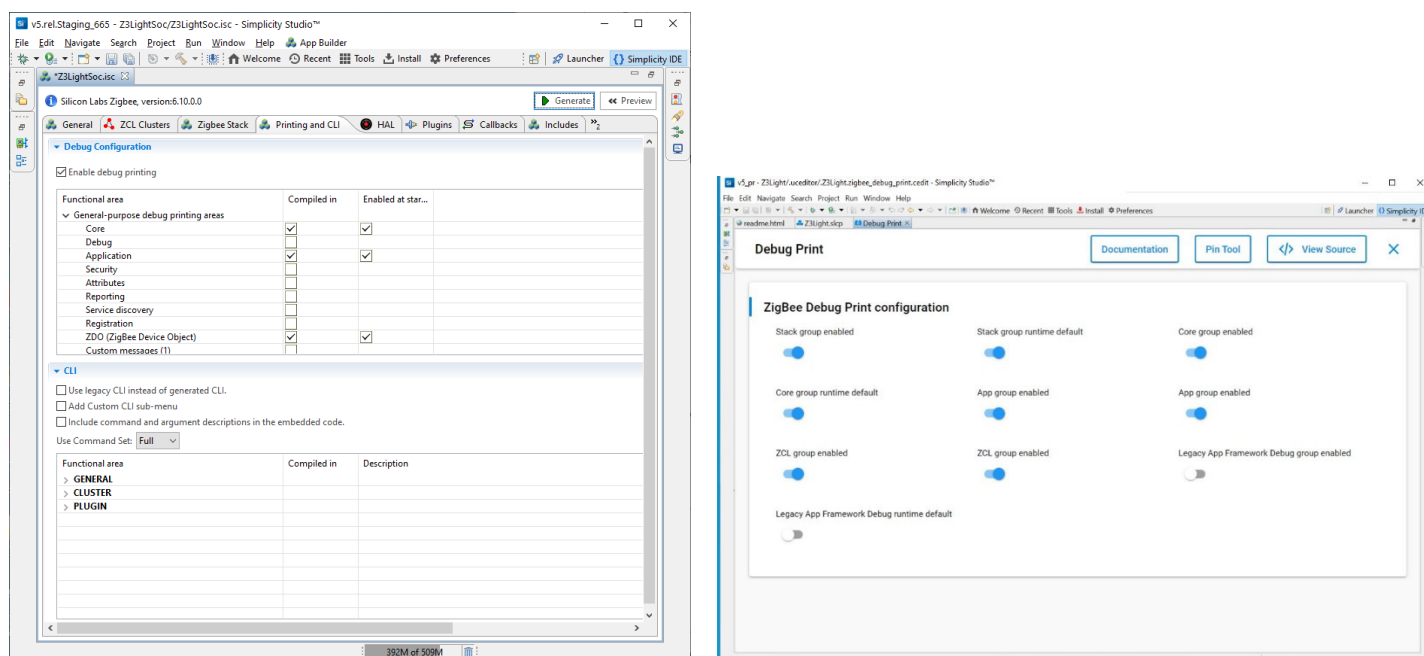 v5.rel.Staging_665 - Z3LightSoc/Z3LightSoc.isc - Simplicity Studio™
File Edit Navigate Search Project Run Window Help App Builder
Welcome Recent Tools Install Preferences Launcher {} Simplicity IDE
*Z3LightSoc.isc
Silicon Labs Zigbee, version:6.10.0.0 Generate Preview
General ZCL Clusters Zigbee Stack Printing and CLI HAL Plugins Callbacks Includes »2
Debug Configuration
Enable debug printing
Functional area Compiled in Enabled at star...
General-purpose debug printing areas
Core
Debug
Application
Security
Attributes
Reporting
Service discovery
Registration
ZDO (ZigBee Device Object)
Custom messages (1)
CLI
Use legacy CLI instead of generated CLI.
Add Custom CLI sub-menu
Include command and argument descriptions in the embedded code.
Use Command Set: Full
Functional area Compiled in Description
GENERAL
CLUSTER
PLUGIN
392M of 509M
v5_pr - Z3Light/.uceditor/.Z3Light.zigbee_debug_print.cedit - Simplicity Studio™
File Edit Navigate Search Project Run Window Help
Welcome Recent Tools Install Preferences Launcher {} Simplicity ID
readme.html Z3Light.slcp Debug Print
Debug Print Documentation Pin Tool </> View Source
ZigBee Debug Print configuration
Stack group enabled Stack group runtime default Core group enabled
Core group runtime default App group enabled App group enabled
ZCL group enabled ZCL group enabled Legacy App Framework Debug group enabled
Legacy App Framework Debug runtime default